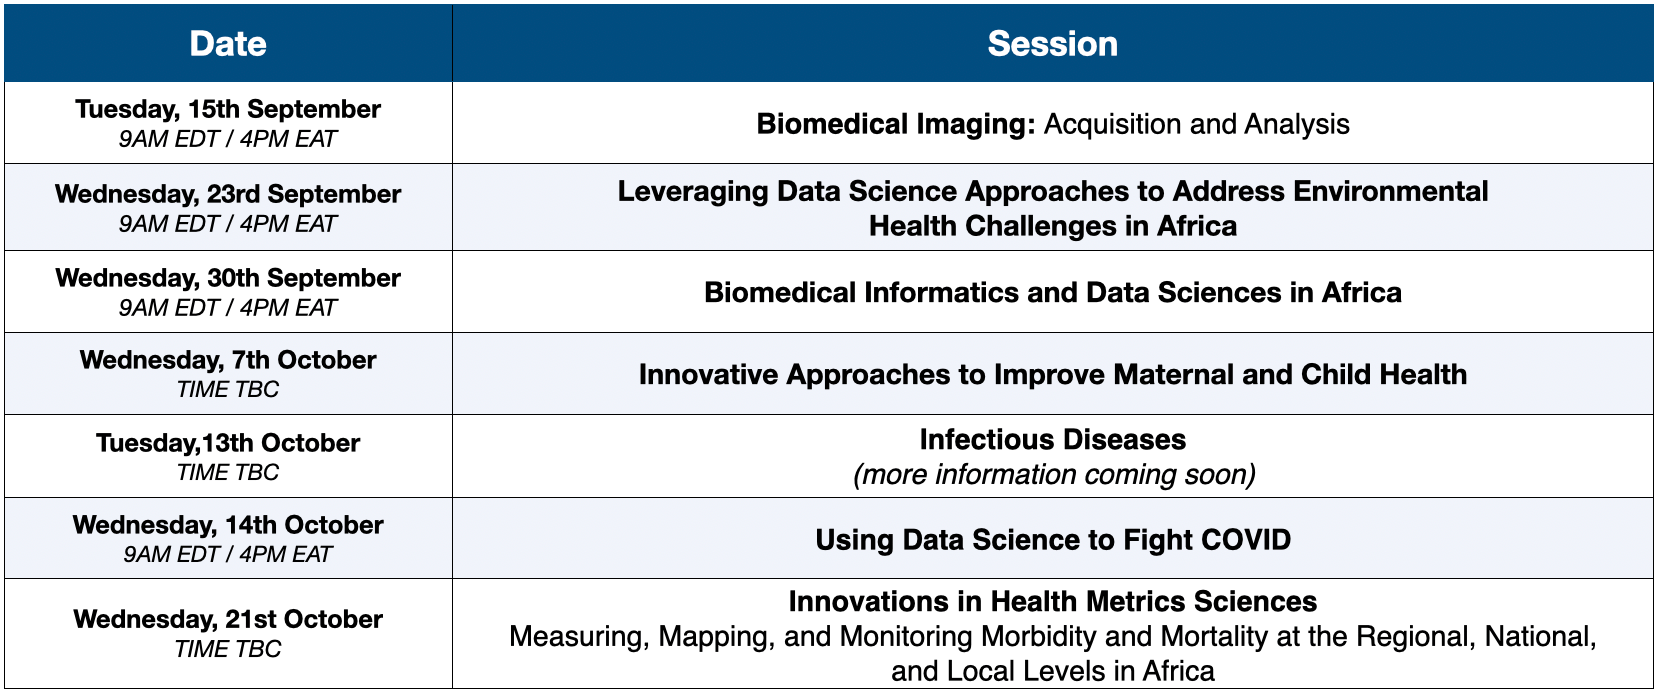 Date
Session
Tuesday, 15th September
9AM EDT / 4PM EAT
Biomedical Imaging: Acquisition and Analysis
Wednesday, 23rd September
9AM EDT / 4PM EAT
Leveraging Data Science Approaches to Address Environmental
Health Challenges in Africa
Wednesday, 30th September
9AM EDT / 4PM EAT
Biomedical Informatics and Data Sciences in Africa
Wednesday, 7th October
TIME TBC
Innovative Approaches to Improve Maternal and Child Health
Tuesday,13th October
TIME TBC
Infectious Diseases
(more information coming soon)
Wednesday, 14th October
9AM EDT / 4PM EAT
Using Data Science to Fight COVID
Wednesday, 21st October
TIME TBC
Innovations in Health Metrics Sciences
Measuring, Mapping, and Monitoring Morbidity and Mortality at the Regional, National,
and Local Levels in Africa